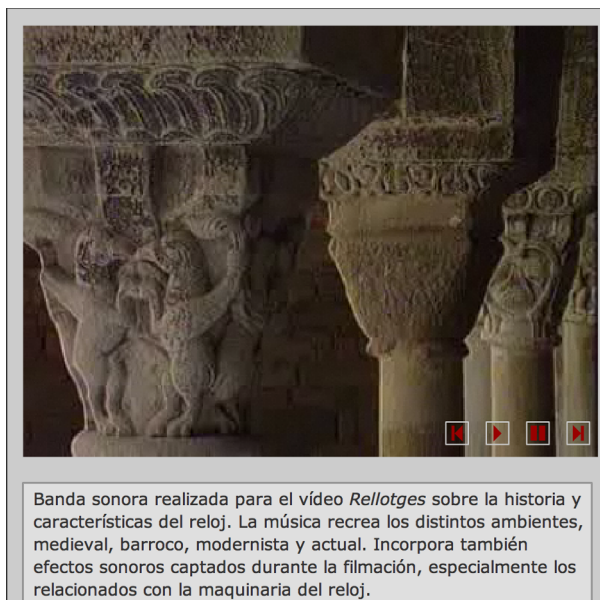 Banda sonora realizada para el vídeo Rellotges sobre la historia y
características del reloj. La música recrea los distintos ambientes,
medieval, barroco, modernista y actual. Incorpora también
efectos sonoros captados durante la filmación, especialmente los
relacionados con la maquinaria del reloj.